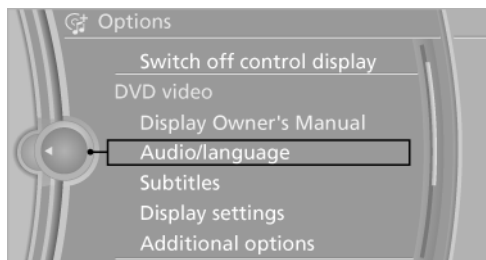 Options
Switch off control display
DVD video
Display Owner's Manual
Audio/language
Subtitles
Display settings
Additional options